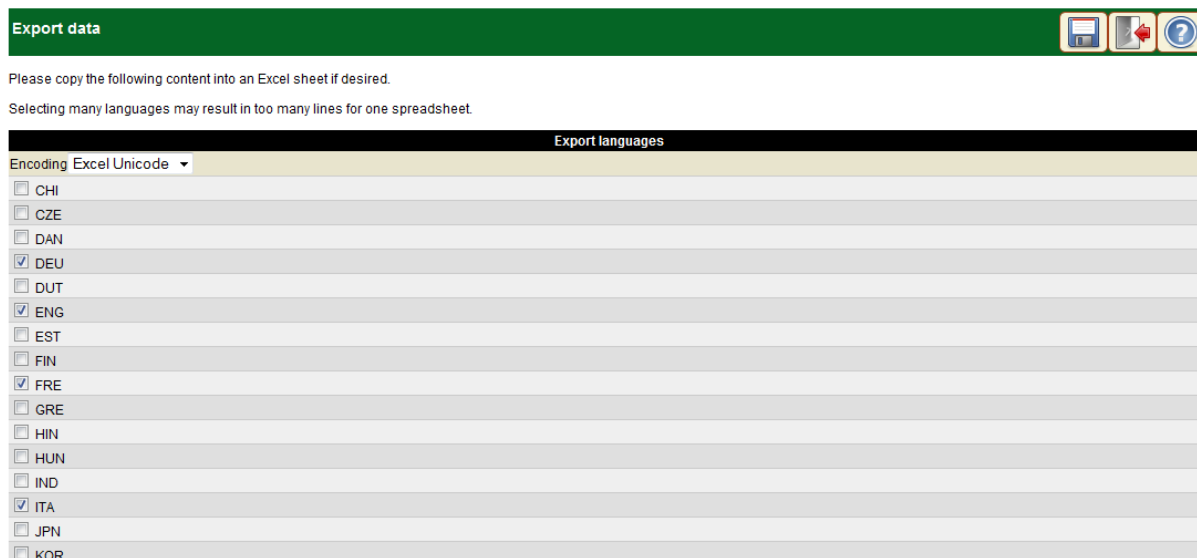 Export data
Please copy the following content into an Excel sheet if desired.
Selecting many languages may result in too many lines for one spreadsheet.
Export languages
Encoding Excel Unicode
CHI
CZE
DAN
DEU
DUT
ENG
EST
FIN
FRE
GRE
HIN
HUN
IND
ITA
JPN
KOR